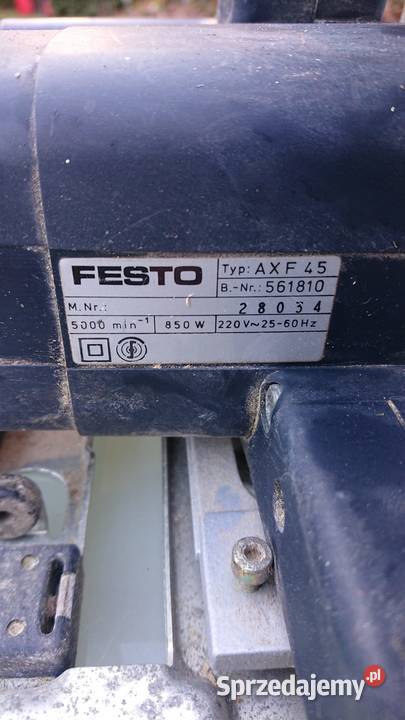 FESTO
Typ: AXF 45
B.-Nr.: 561810
M.Nr.: 28034
5000 min⁻¹ 850 W 220V~25-60Hz
Sprzedajemy.pl